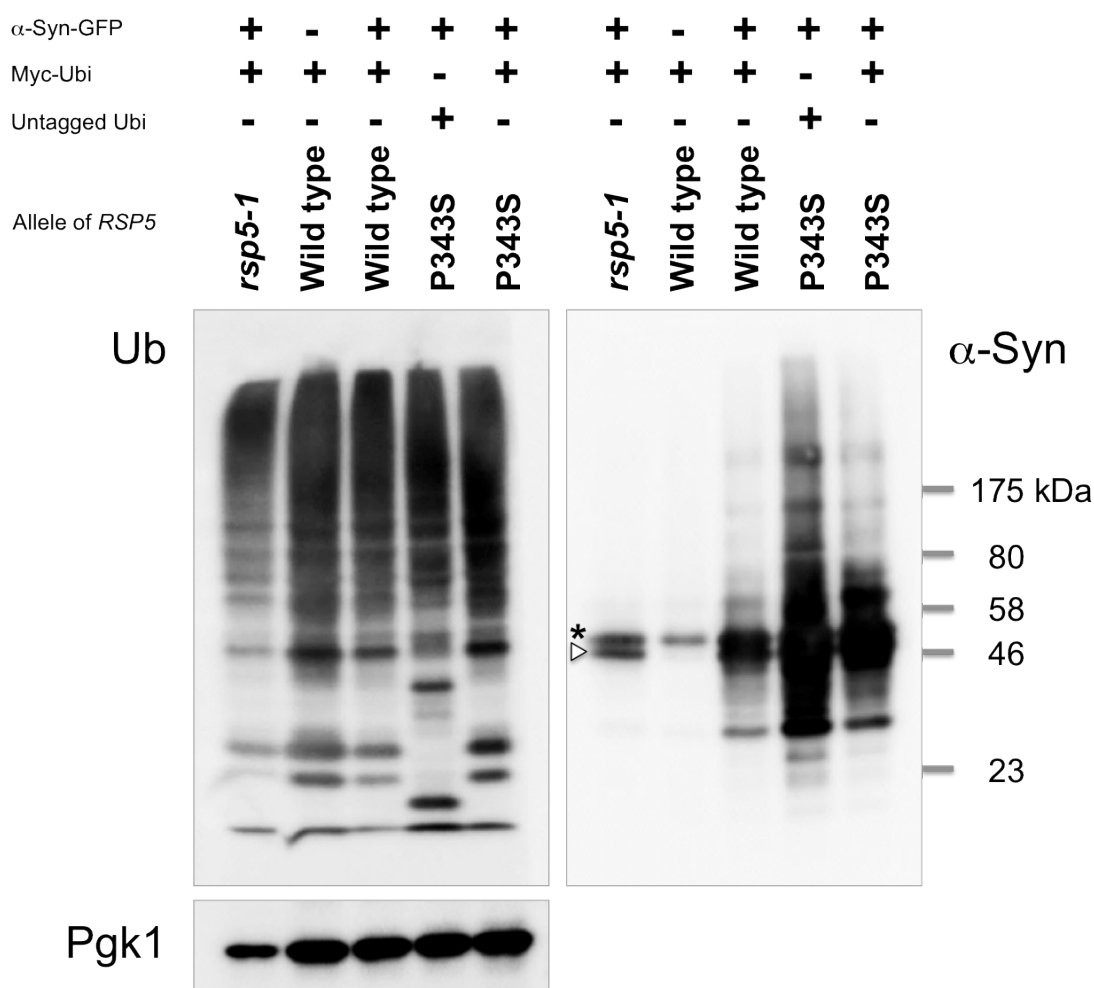 α-Syn-GFP + - + + + + - + + +
Myc-Ubi + + + - + + + + - +
Untagged Ubi - - - + - - - - + -
Allele of RSP5 rsp5-1 Wild type Wild type P343S P343S rsp5-1 Wild type Wild type P343S P343S
Ub
α-Syn
175 kDa
80
58
*
46
23
Pgk1